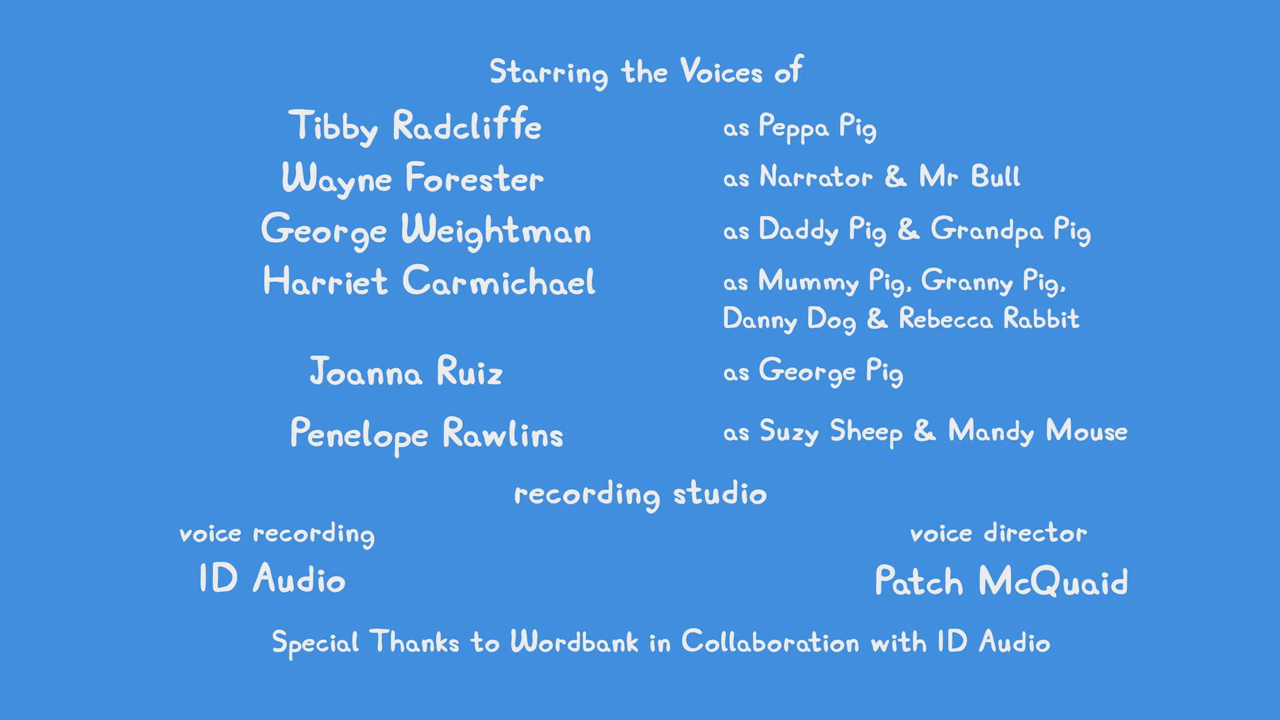 Starring the Voices of
Tibby Radcliffe as Peppa Pig
Wayne Forester as Narrator & Mr Bull
George Weightman as Daddy Pig & Grandpa Pig
Harriet Carmichael as Mummy Pig, Granny Pig,
Danny Dog & Rebecca Rabbit
Joanna Ruiz as George Pig
Penelope Rawlins as Suzy Sheep & Mandy Mouse
recording studio
voice recording voice director
ID Audio Patch McQuaid
Special Thanks to Wordbank in Collaboration with ID Audio